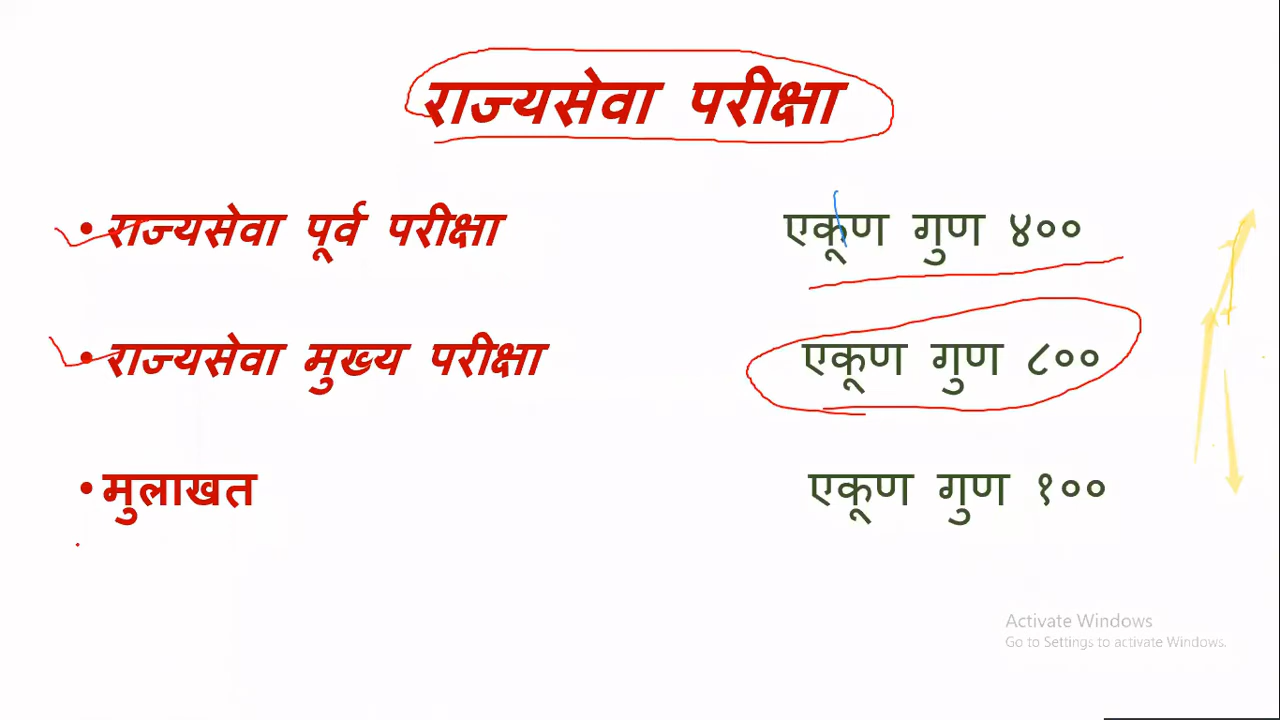 राज्यसेवा परीक्षा
• राज्यसेवा पूर्व परीक्षा एकूण गुण ४००
• राज्यसेवा मुख्य परीक्षा एकूण गुण ८००
• मुलाखत एकूण गुण १००
Activate Windows
Go to Settings to activate Windows.